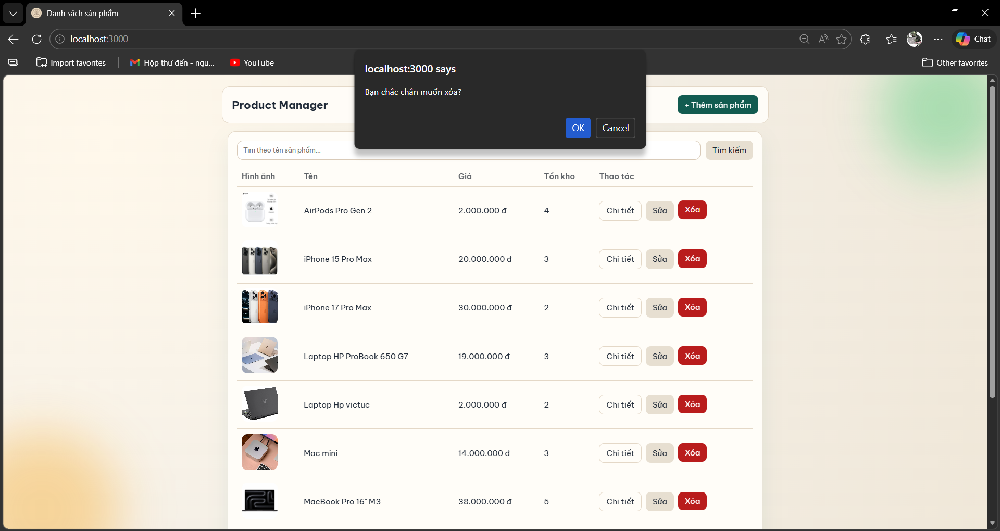 Danh sách sản phẩm
localhost:3000
Chat
Import favorites
Hộp thư đến - ngu...
YouTube
Other favorites
localhost:3000 says
Bạn chắc chắn muốn xóa?
OK
Cancel
Product Manager
+ Thêm sản phẩm
Tìm theo tên sản phẩm...
Tìm kiếm
Hình ảnh Tên Giá Tồn kho Thao tác
AirPods Pro Gen 2 2.000.000 đ 4 Chi tiết Sửa Xóa
iPhone 15 Pro Max 20.000.000 đ 3 Chi tiết Sửa Xóa
iPhone 17 Pro Max 30.000.000 đ 2 Chi tiết Sửa Xóa
Laptop HP ProBook 650 G7 19.000.000 đ 3 Chi tiết Sửa Xóa
Laptop Hp victuc 2.000.000 đ 2 Chi tiết Sửa Xóa
Mac mini 14.000.000 đ 3 Chi tiết Sửa Xóa
MacBook Pro 16" M3 38.000.000 đ 5 Chi tiết Sửa Xóa